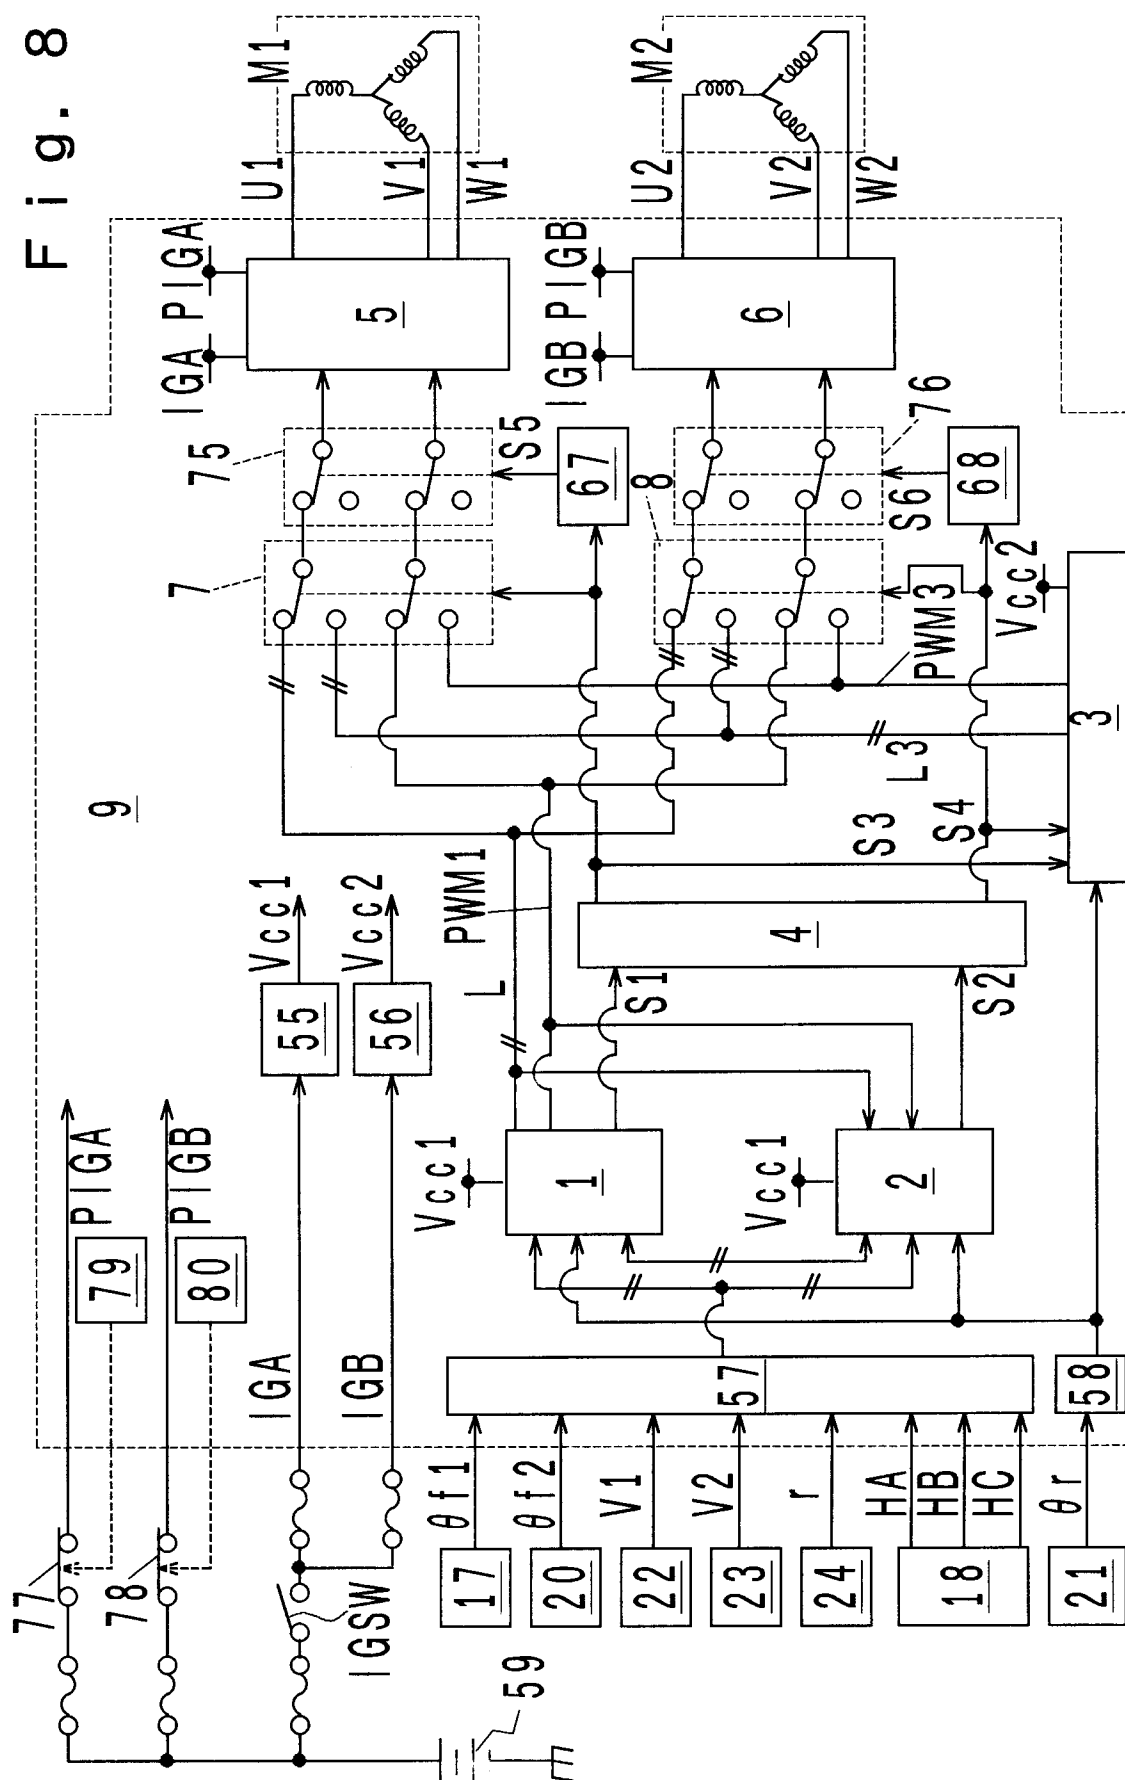 Fig. 8
M1
M2
U1
V1
W1
U2
V2
W2
IGA
PIGA
IGB
PIGB
5
6
75
76
S5
S6
67
68
7
8
Vcc2
PWM3
L3
3
9
Vcc1
Vcc2
55
56
PWM1
L
S3
S4
4
S1
S2
PIGA
PIGB
79
80
Vcc1
1
Vcc1
2
IGA
IGB
57
58
77
78
IGSW
59
θf1
θf2
V1
V2
r
HA
HB
HC
θr
17
20
22
23
24
18
21